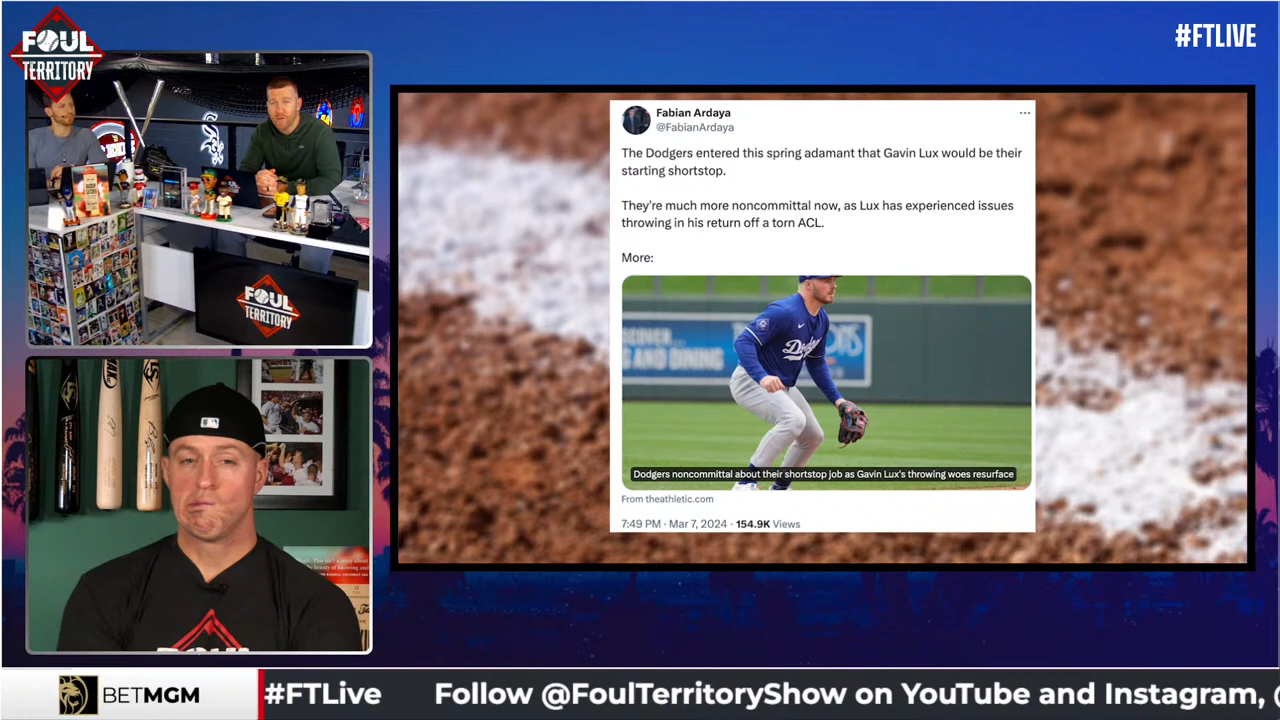 FOUL
TERRITORY
#FTLIVE
FOUL
TERRITORY
Fabian Ardaya
@FabianArdaya
The Dodgers entered this spring adamant that Gavin Lux would be their
starting shortstop.
They're much more noncommittal now, as Lux has experienced issues
throwing in his return off a torn ACL.
More:
Dodgers
Dodgers noncommittal about their shortstop job as Gavin Lux's throwing woes resurface
From theathletic.com
7:49 PM · Mar 7, 2024 · 154.9K Views
BETMGM
#FTLive
Follow @FoulTerritoryShow on YouTube and Instagram, @